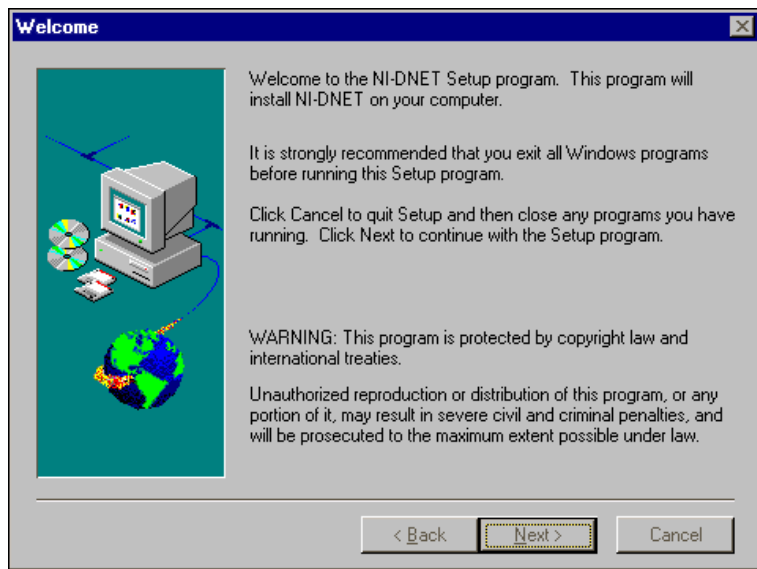 Welcome
Welcome to the NI-DNET Setup program. This program will
install NI-DNET on your computer.
It is strongly recommended that you exit all Windows programs
before running this Setup program.
Click Cancel to quit Setup and then close any programs you have
running. Click Next to continue with the Setup program.
WARNING: This program is protected by copyright law and
international treaties.
Unauthorized reproduction or distribution of this program, or any
portion of it, may result in severe civil and criminal penalties, and
will be prosecuted to the maximum extent possible under law.
< Back Next > Cancel